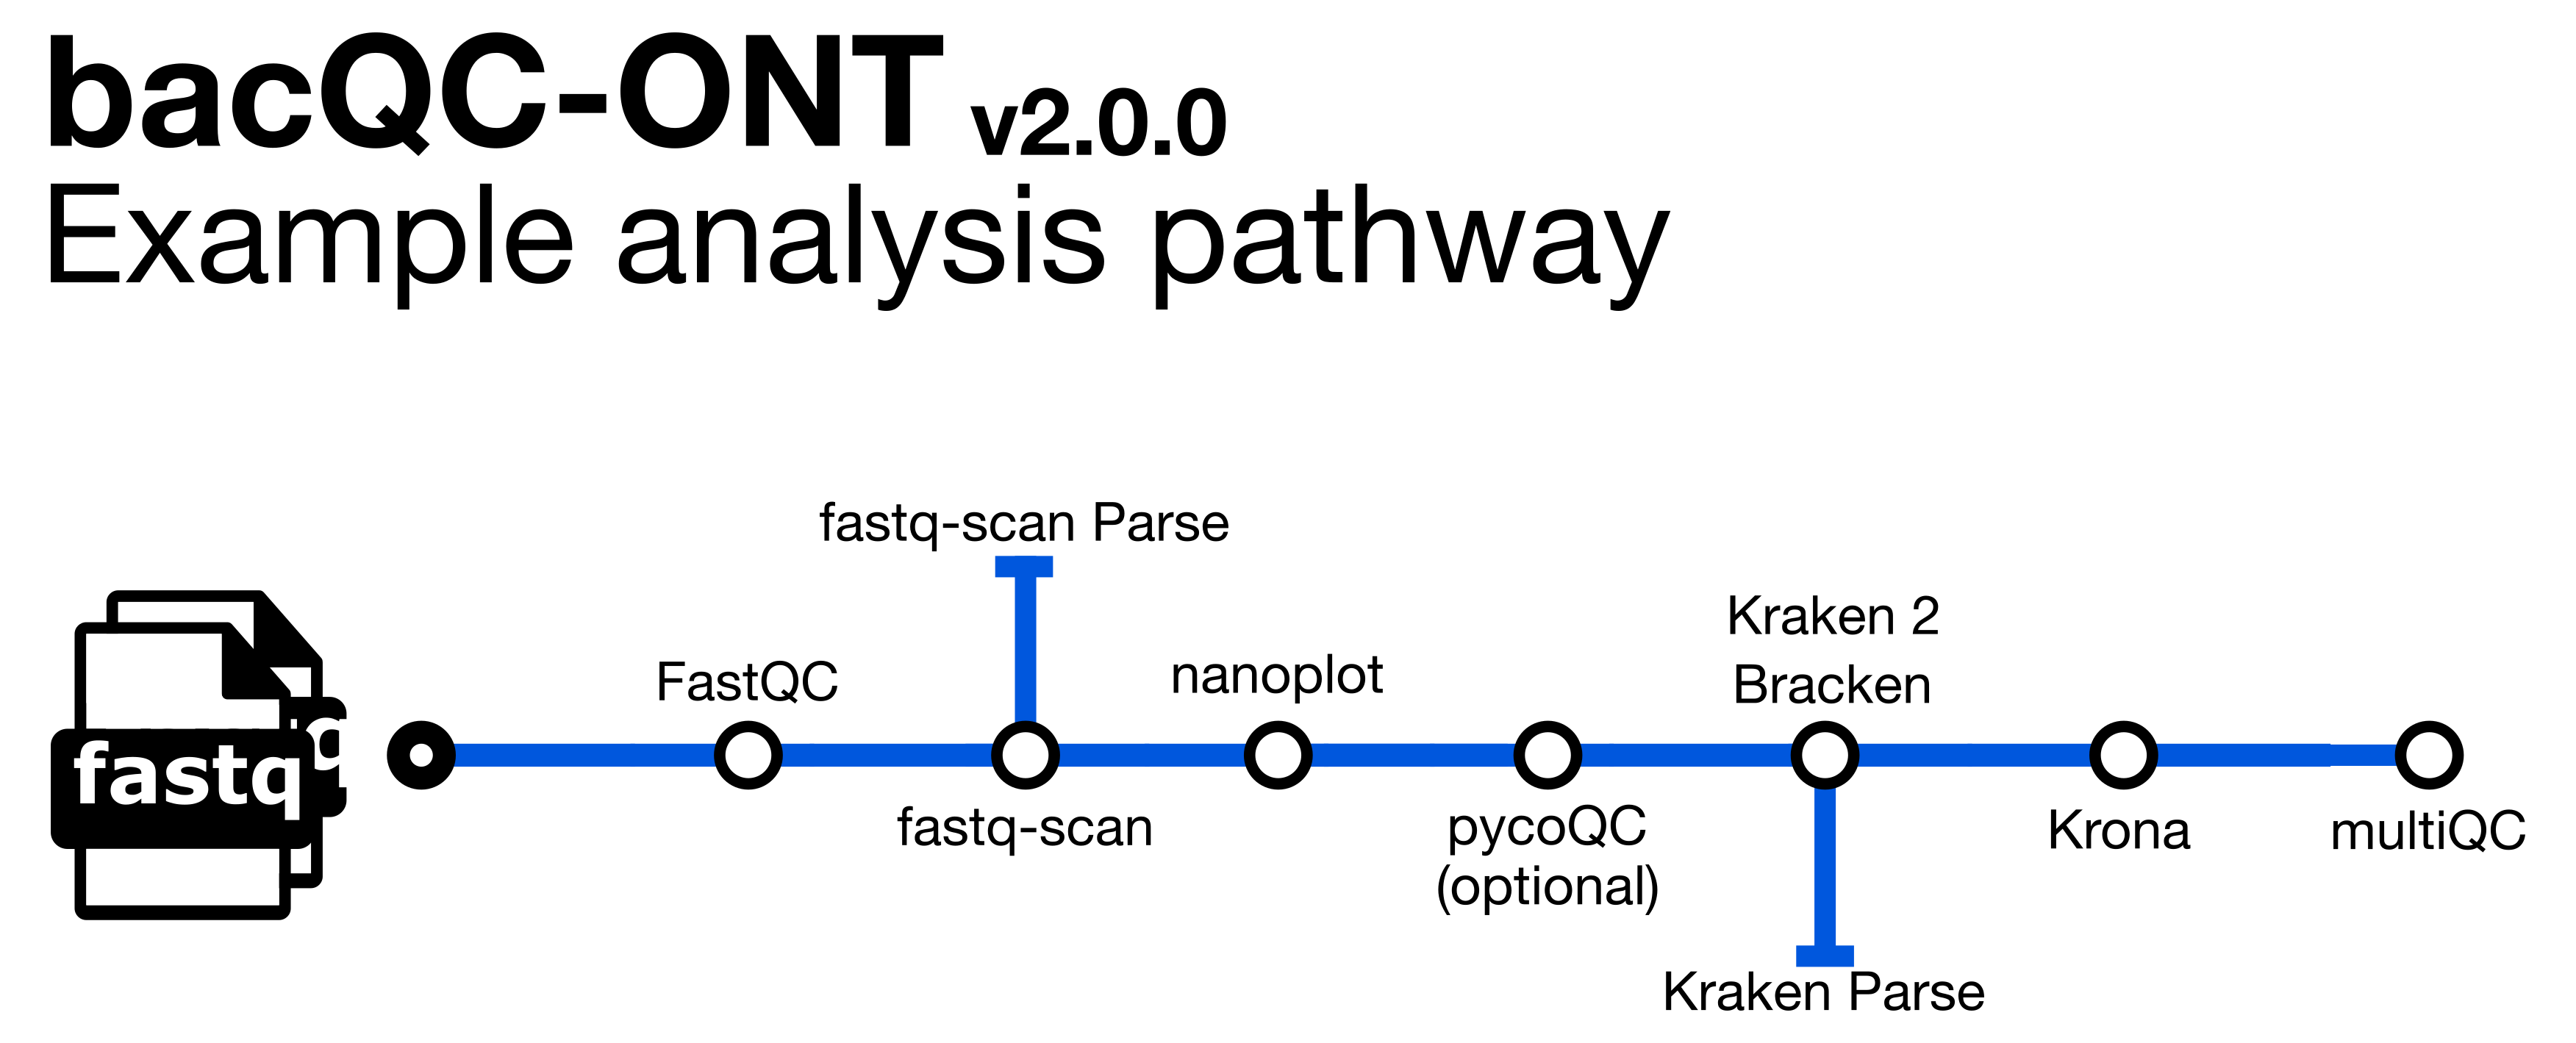 bacQC-ONT v2.0.0
Example analysis pathway
fastq-scan Parse
Kraken 2
Bracken
FastQC
nanoplot
fastq
q
fastq-scan
pycoQC
(optional)
Krona
multiQC
Kraken Parse